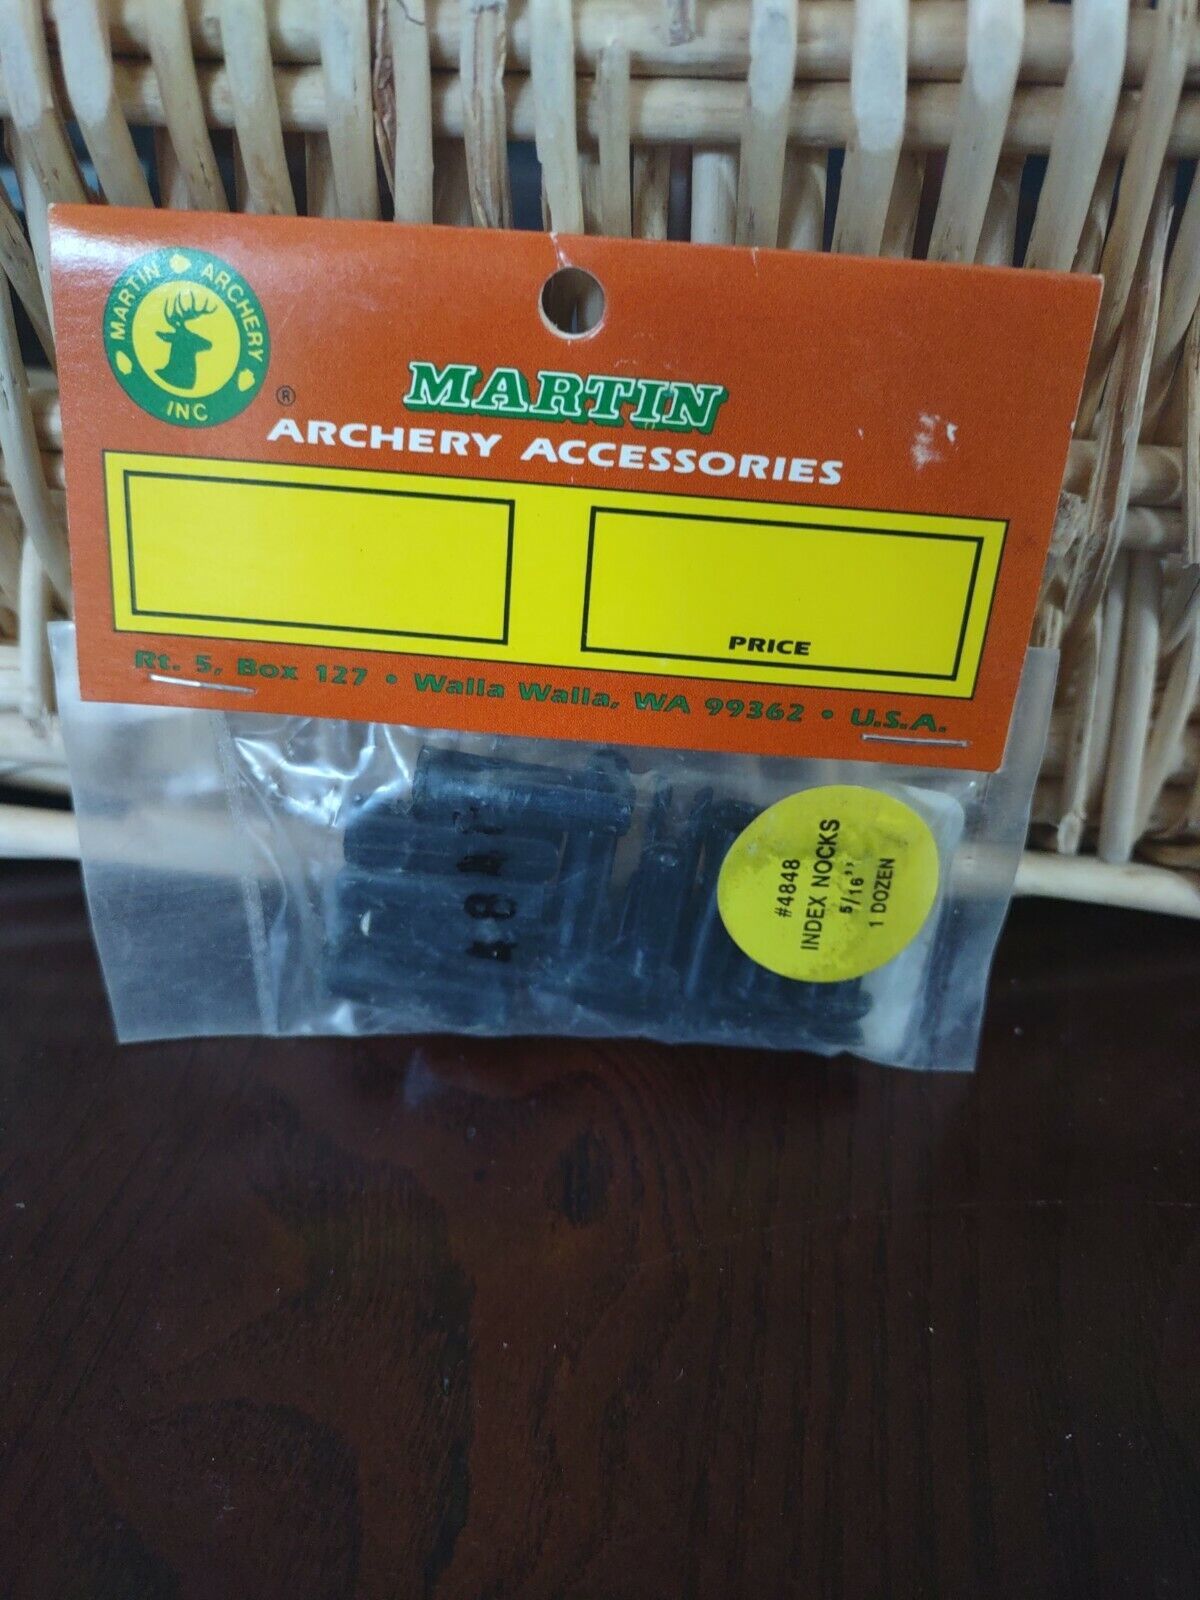 MARTIN ARCHERY
INC
®
MARTIN
ARCHERY ACCESSORIES
PRICE
Rt. 5, Box 127 • Walla Walla, WA 99362 • U.S.A.
#4848
INDEX NOCKS
5/16"
1 DOZEN